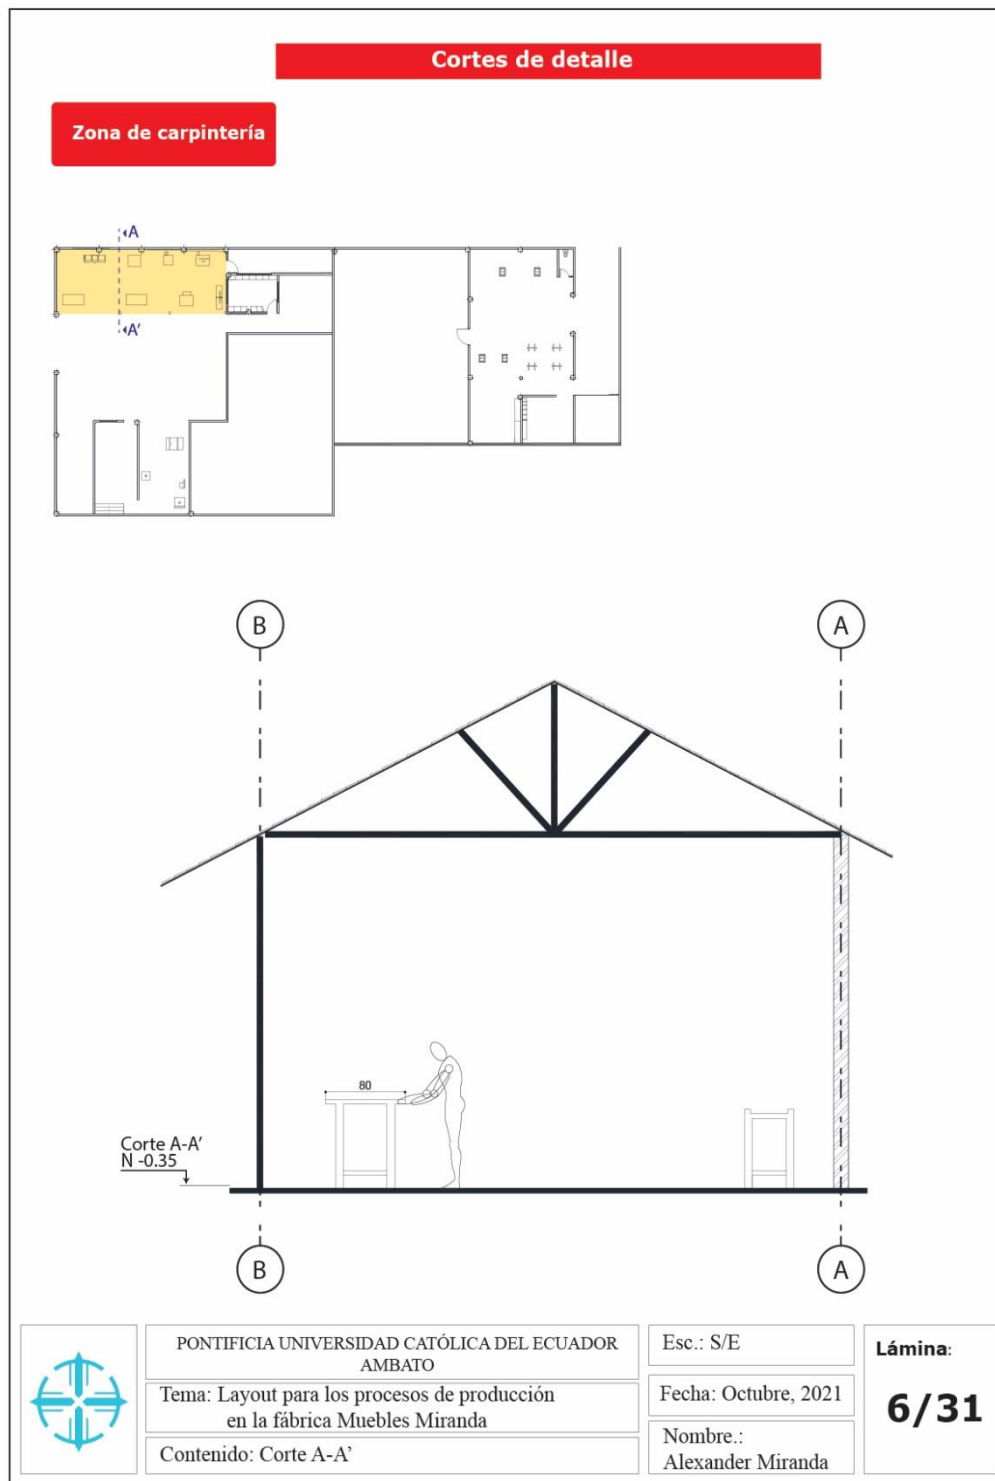 Cortes de detalle
Zona de carpintería
A
A'
B
A
80
Corte A-A'
N -0.35
B
A
PONTIFICIA UNIVERSIDAD CATÓLICA DEL ECUADOR
AMBATO
Tema: Layout para los procesos de producción
en la fábrica Muebles Miranda
Contenido: Corte A-A'
Esc.: S/E
Fecha: Octubre, 2021
Nombre.:
Alexander Miranda
Lámina:
6/31